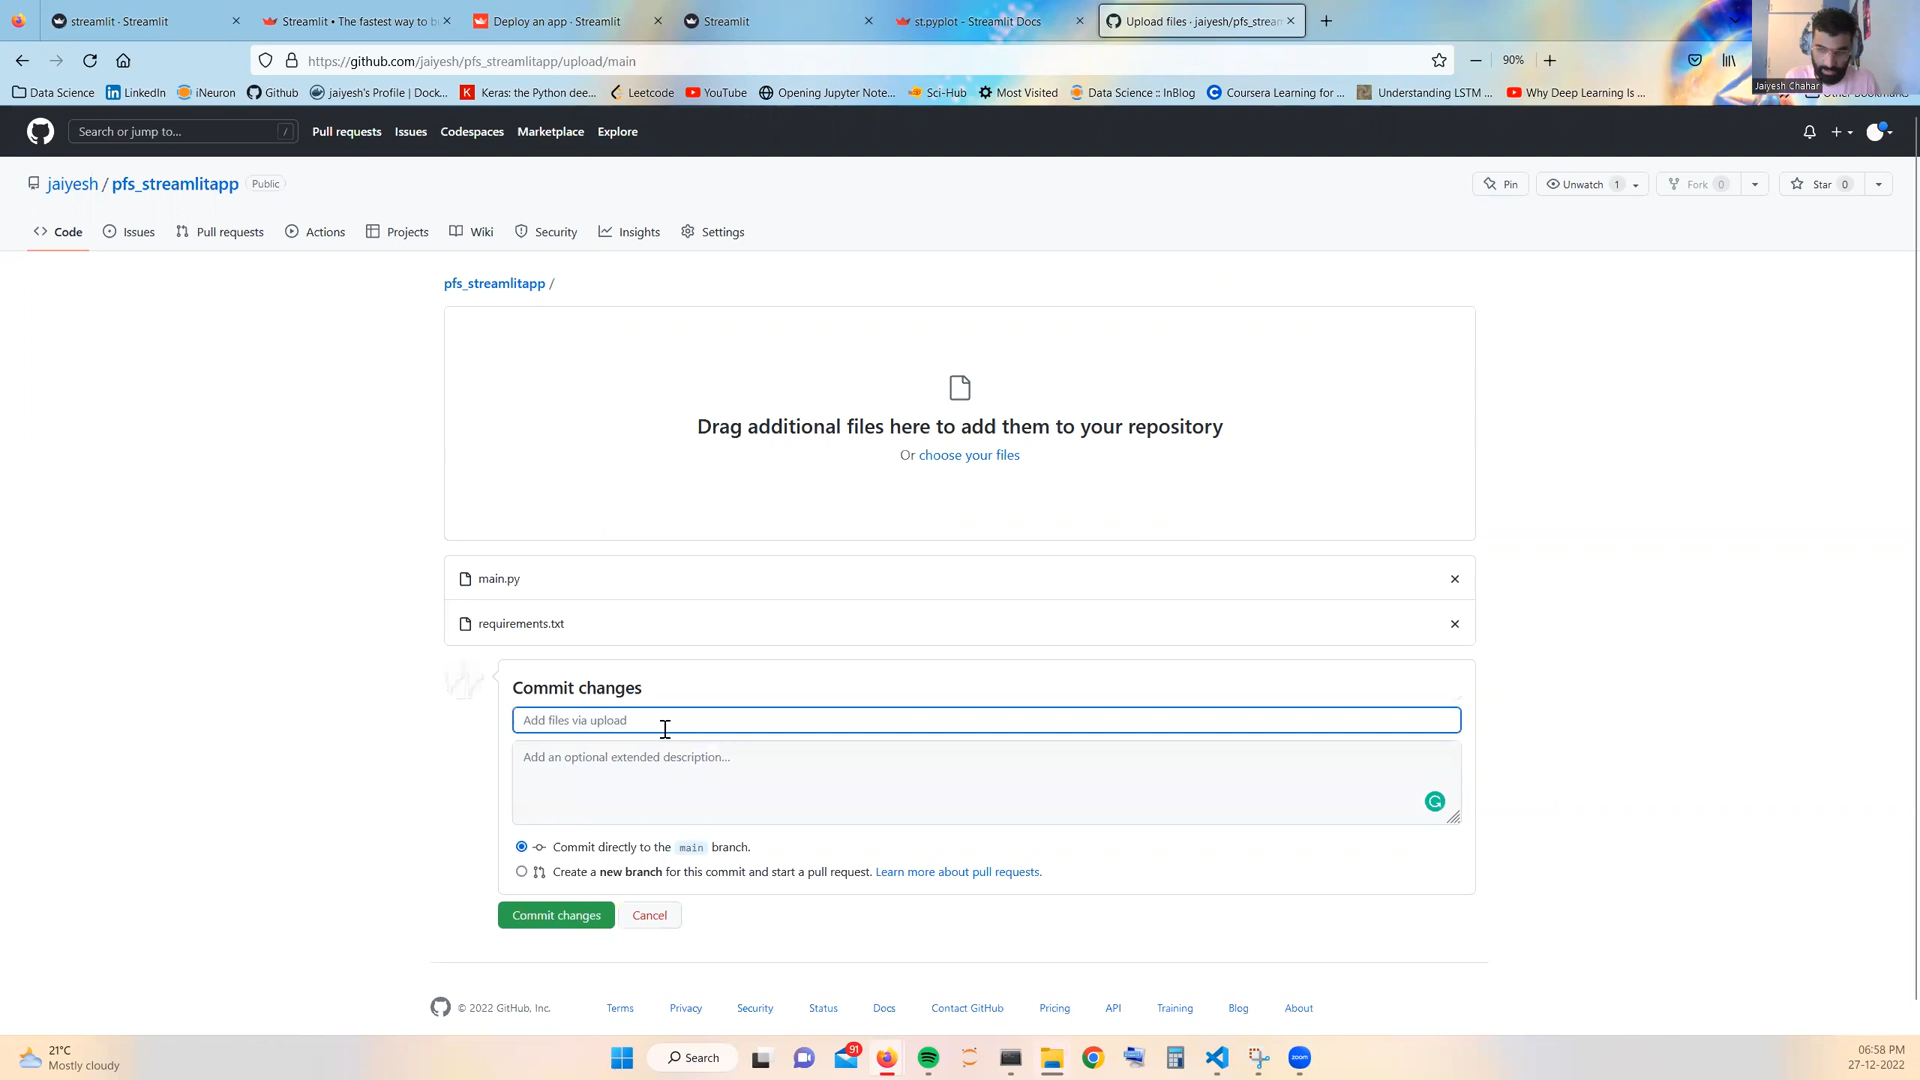 streamlit · Streamlit
Streamlit • The fastest way to b
Deploy an app · Streamlit
Streamlit
st.pyplot - Streamlit Docs
Upload files · jaiyesh/pfs_strea
https://github.com/jaiyesh/pfs_streamlitapp/upload/main
90%
Data Science
LinkedIn
iNeuron
Github
jaiyesh's Profile | Dock...
Keras: the Python dee...
Leetcode
YouTube
Opening Jupyter Note...
Sci-Hub
Most Visited
Data Science :: InBlog
Coursera Learning for ...
Understanding LSTM ...
Why Deep Learning Is ...
Jaiyesh Chahar
Search or jump to...
/
Pull requests
Issues
Codespaces
Marketplace
Explore
jaiyesh / pfs_streamlitapp
Public
Pin
Unwatch 1
Fork 0
Star 0
Code
Issues
Pull requests
Actions
Projects
Wiki
Security
Insights
Settings
pfs_streamlitapp /
Drag additional files here to add them to your repository
Or choose your files
main.py
requirements.txt
Commit changes
Add files via upload
Add an optional extended description...
Commit directly to the main branch.
Create a new branch for this commit and start a pull request. Learn more about pull requests.
Commit changes
Cancel
© 2022 GitHub, Inc.
Terms
Privacy
Security
Status
Docs
Contact GitHub
Pricing
API
Training
Blog
About
21°C
Mostly cloudy
Search
91
zoom
06:58 PM
27-12-2022